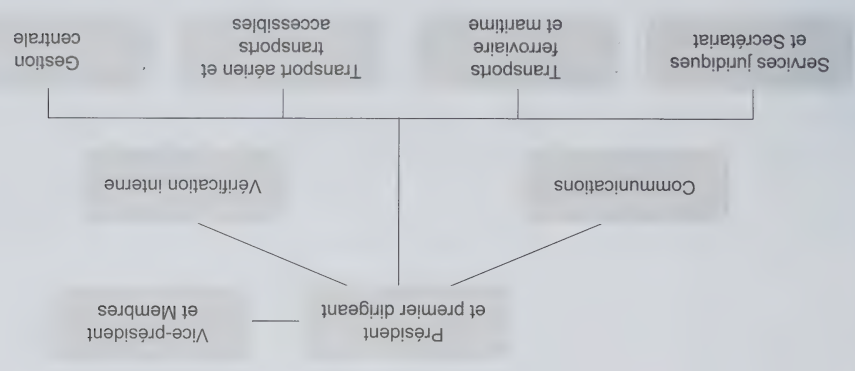 Président
et premier dirigeant
Vice-président
et Membres
Communications
Vérification interne
Services juridiques
et Secrétariat
Transports
ferroviaire
et maritime
Transport aérien et
transports
accessibles
Gestion
centrale